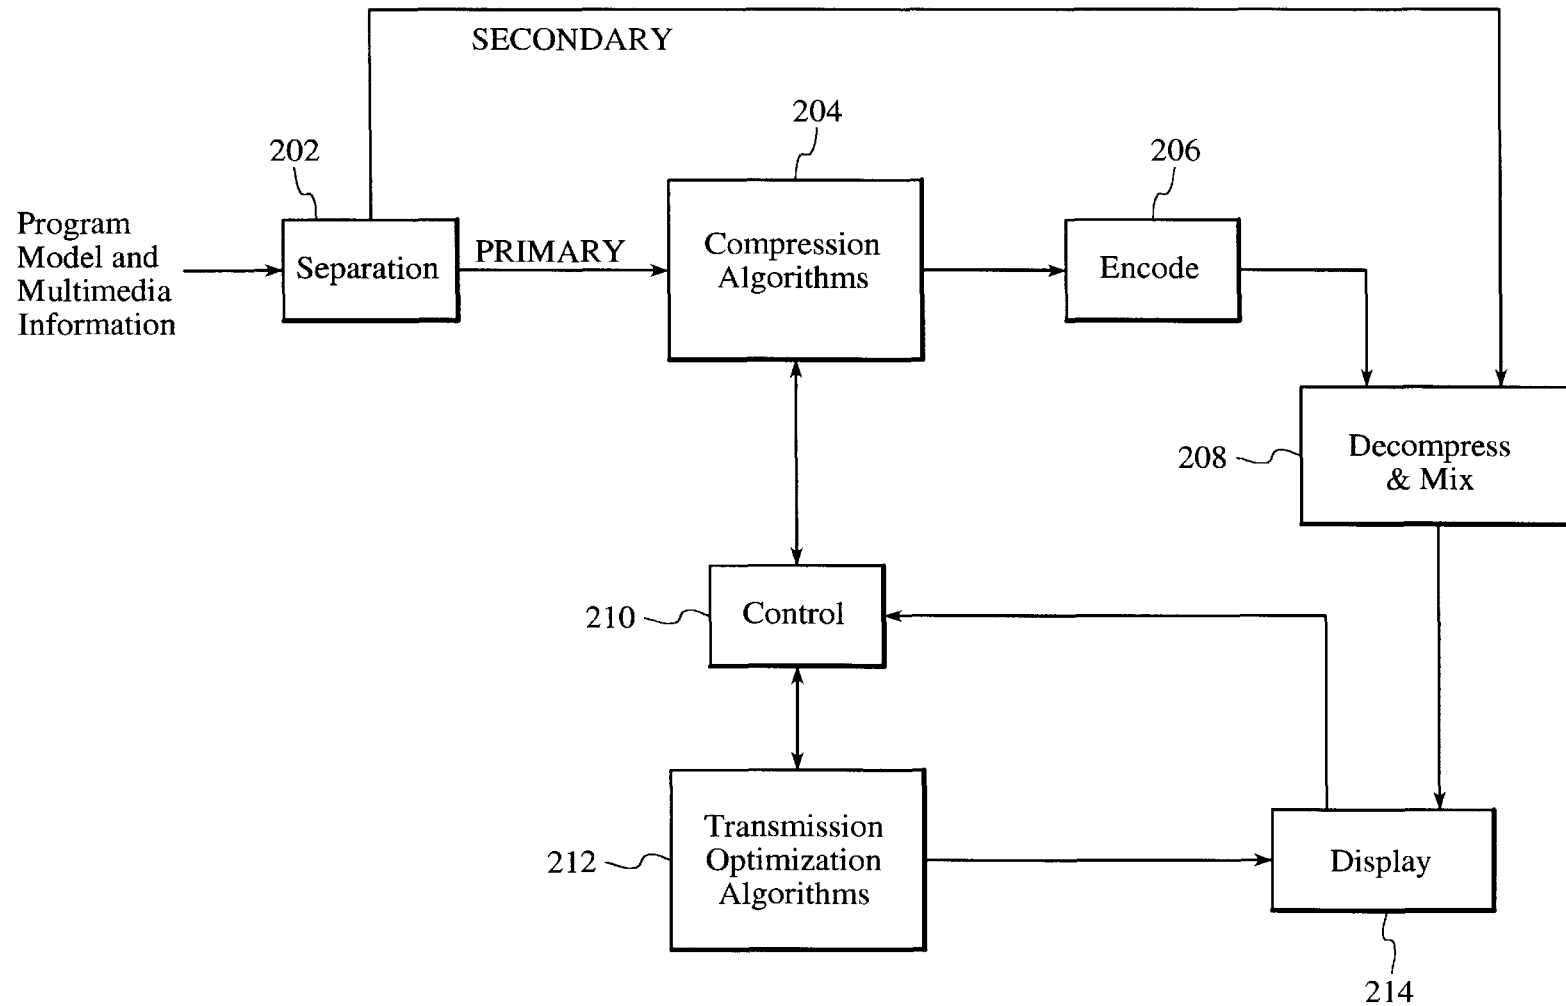 SECONDARY
204
202
206
Program
Model and
Multimedia
Information
Separation
PRIMARY
Compression
Algorithms
Encode
208
Decompress
& Mix
210
Control
212
Transmission
Optimization
Algorithms
Display
214